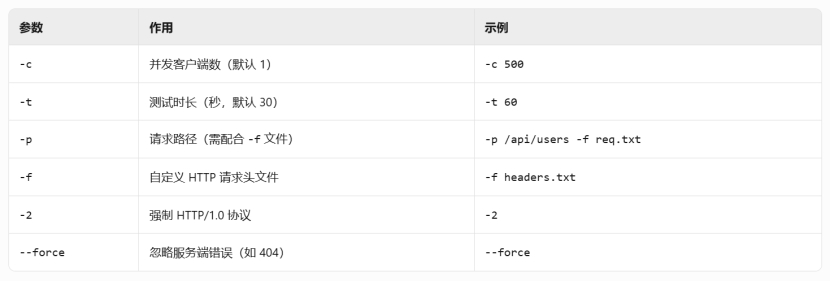 参数 作用 示例
-c 并发客户端数（默认 1） -c 500
-t 测试时长（秒，默认 30） -t 60
-p 请求路径（需配合 -f 文件） -p /api/users -f req.txt
-f 自定义 HTTP 请求头文件 -f headers.txt
-2 强制 HTTP/1.0 协议 -2
--force 忽略服务端错误（如 404） --force